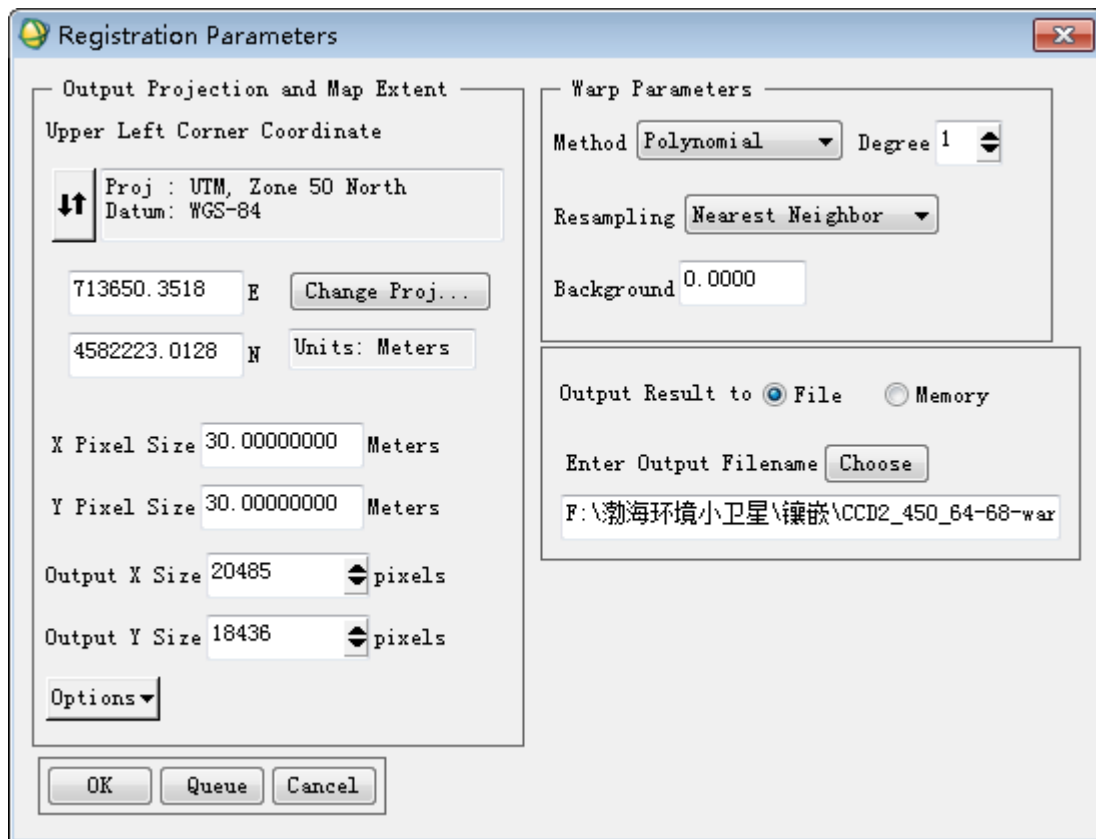 Registration Parameters
Output Projection and Map Extent
Upper Left Corner Coordinate
Proj : UTM, Zone 50 North
Datum: WGS-84
713650.3518 E Change Proj...
4582223.0128 N Units: Meters
X Pixel Size 30.00000000 Meters
Y Pixel Size 30.00000000 Meters
Output X Size 20485 pixels
Output Y Size 18436 pixels
Options
OK Queue Cancel
Warp Parameters
Method Polynomial Degree 1
Resampling Nearest Neighbor
Background 0.0000
Output Result to File Memory
Enter Output Filename Choose
F:\渤海环境小卫星\镶嵌\CCD2_450_64-68-war